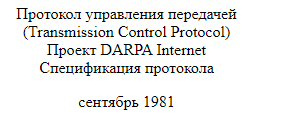 Протокол управления передачей
(Transmission Control Protocol)
Проект DARPA Internet
Спецификация протокола
сентябрь 1981